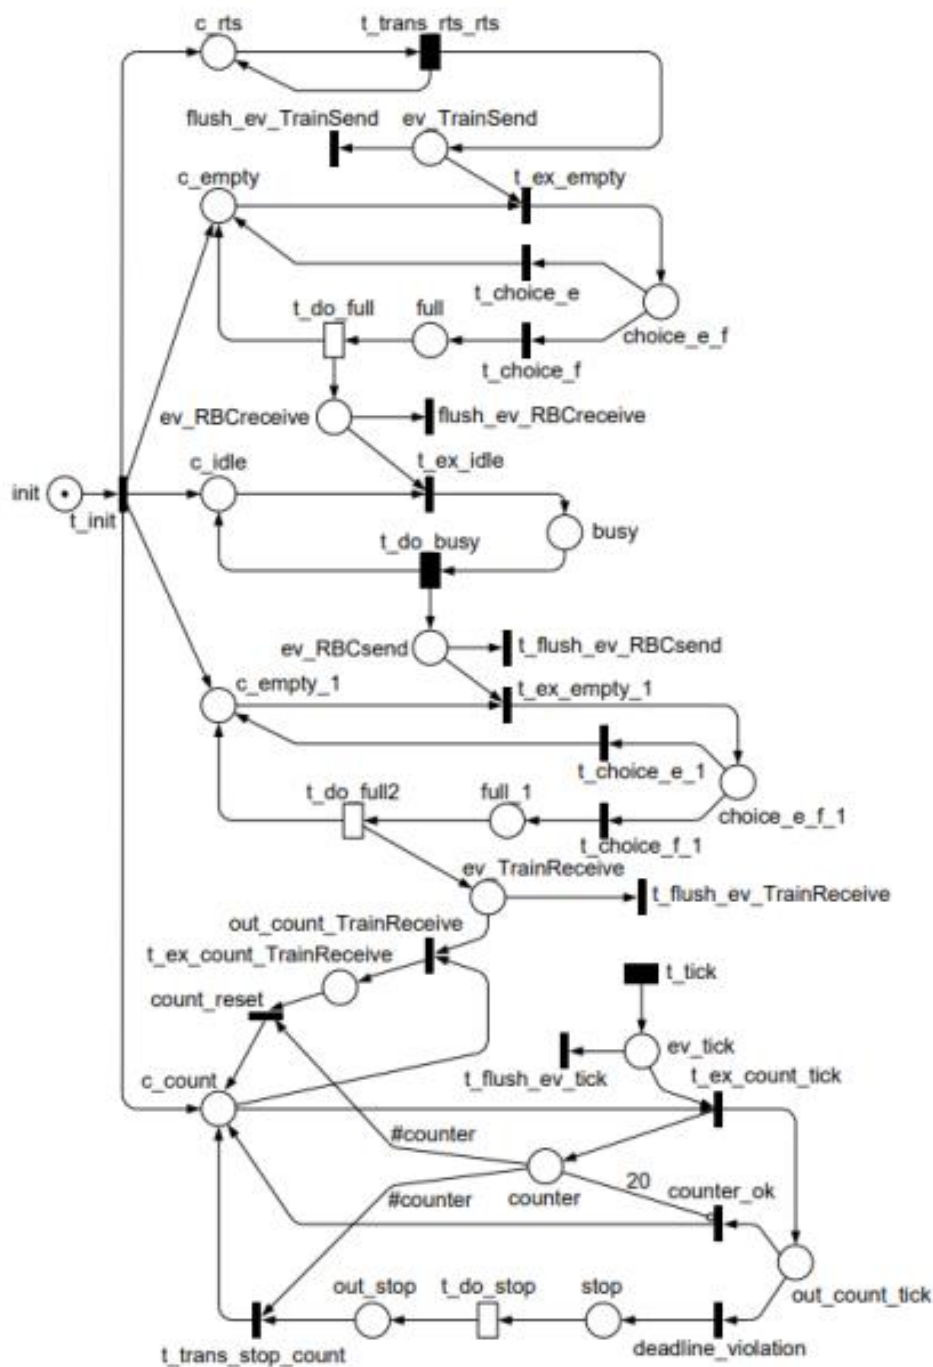 c_rts
t_trans_rts_rts
flush_ev_TrainSend
ev_TrainSend
c_empty
t_ex_empty
t_choice_e
t_do_full
full
choice_e_f
t_choice_f
ev_RBCreceive
flush_ev_RBCreceive
c_idle
t_ex_idle
init
t_init
busy
t_do_busy
ev_RBCsend
t_flush_ev_RBCsend
c_empty_1
t_ex_empty_1
t_choice_e_1
t_do_full2
full_1
choice_e_f_1
t_choice_f_1
ev_TrainReceive
t_flush_ev_TrainReceive
out_count_TrainReceive
t_ex_count_TrainReceive
t_tick
count_reset
ev_tick
t_flush_ev_tick
t_ex_count_tick
c_count
#counter
20
counter_ok
#counter
counter
out_stop
t_do_stop
stop
out_count_tick
deadline_violation
t_trans_stop_count